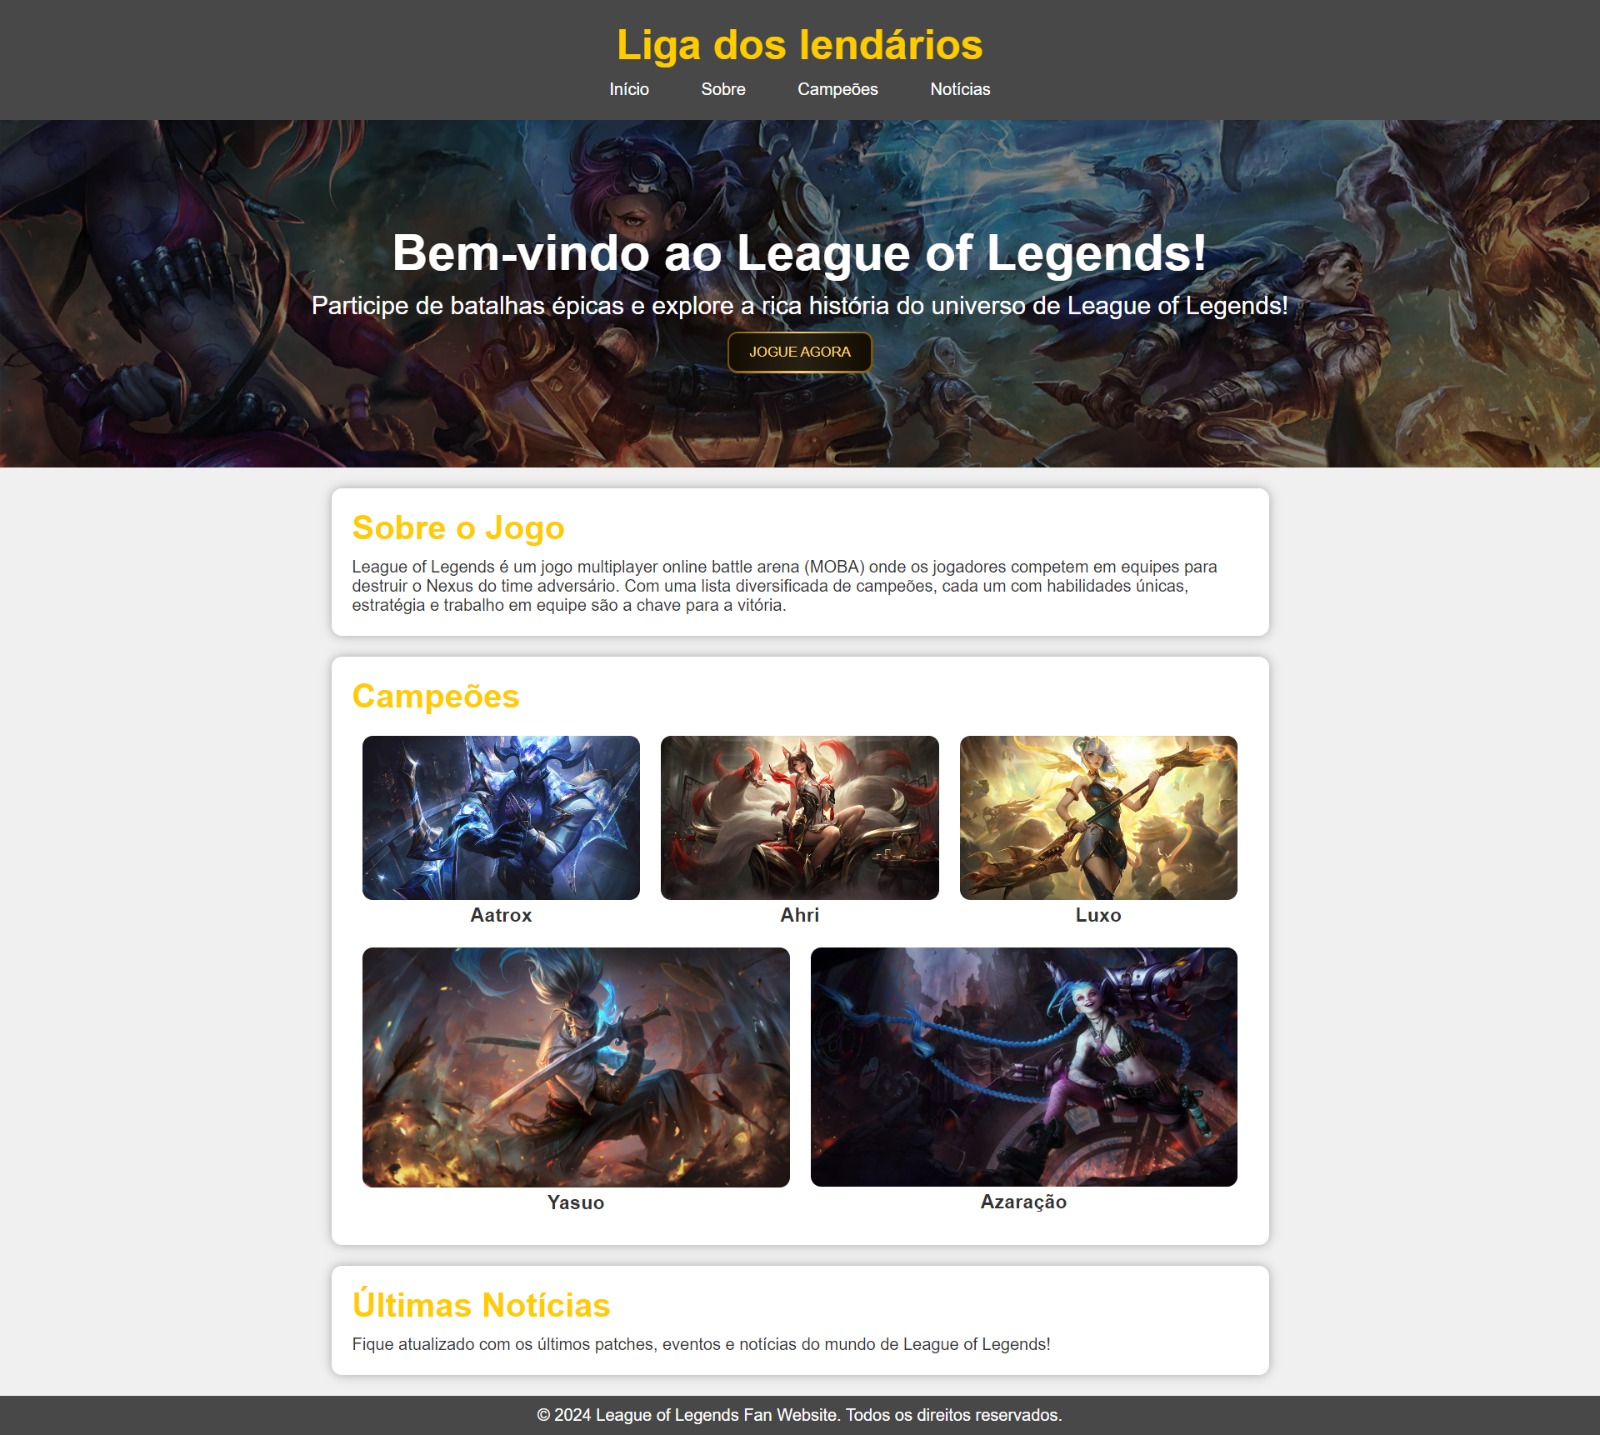 Liga dos lendários
Início Sobre Campeões Notícias
Bem-vindo ao League of Legends!
Participe de batalhas épicas e explore a rica história do universo de League of Legends!
JOGUE AGORA
Sobre o Jogo
League of Legends é um jogo multiplayer online battle arena (MOBA) onde os jogadores competem em equipes para
destruir o Nexus do time adversário. Com uma lista diversificada de campeões, cada um com habilidades únicas,
estratégia e trabalho em equipe são a chave para a vitória.
Campeões
Aatrox
Ahri
Luxo
Yasuo
Azaração
Últimas Notícias
Fique atualizado com os últimos patches, eventos e notícias do mundo de League of Legends!
© 2024 League of Legends Fan Website. Todos os direitos reservados.